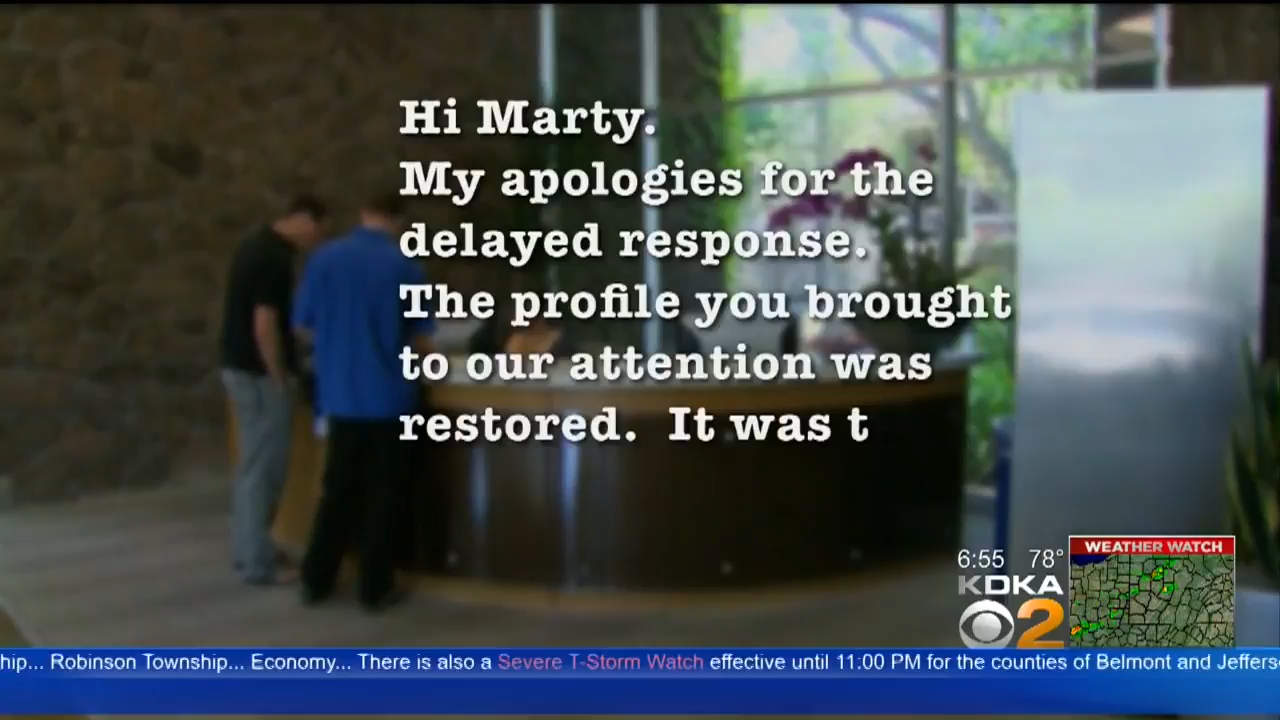 Hi Marty.
My apologies for the
delayed response.
The profile you brought
to our attention was
restored.  It was t
WEATHER WATCH
6:55 78°
KDKA
2
hip... Robinson Township... Economy... There is also a Severe T-Storm Watch effective until 11:00 PM for the counties of Belmont and Jeffers